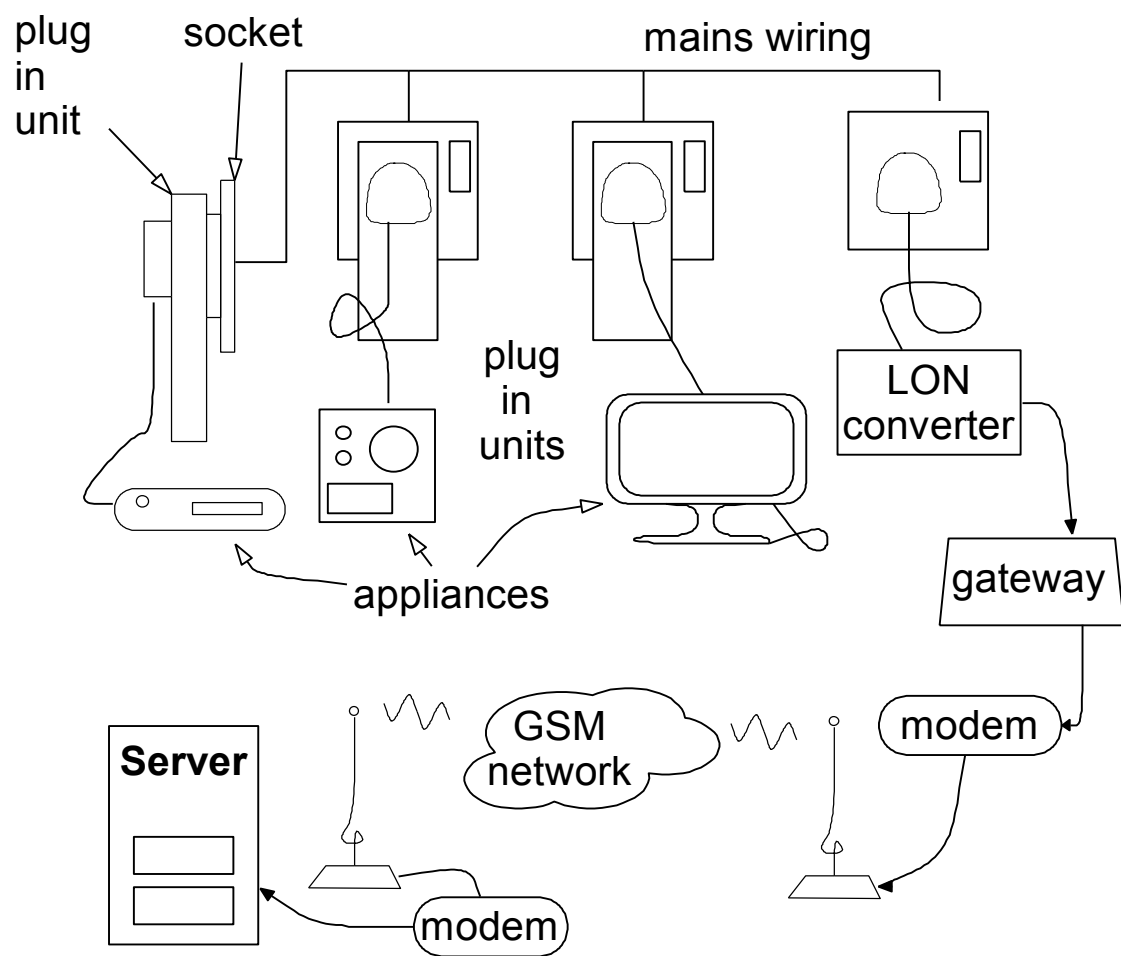 plug
in
unit
socket
mains wiring
plug
in
units
LON
converter
appliances
gateway
modem
GSM
network
Server
modem